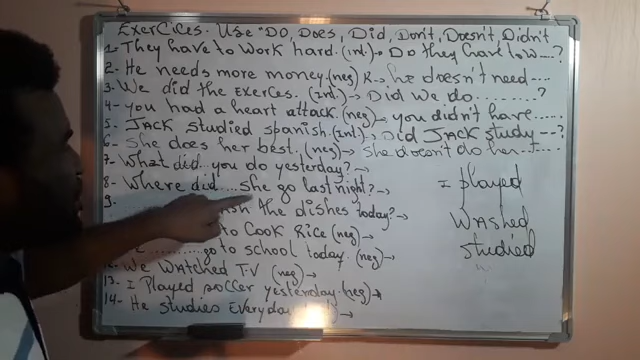 Exercices. Use "Do, Does, Did, Don't, Doesn't, Didn't
1- They have to work hard. (int.) → Do they have to w....?
2- He needs more money. (neg) R- he doesn't need ....
3- We did the Exerces. (Int.) → Did we do.........?
4- you had a heart attack. (neg) → you didn't have ......
5- Jack studied spanish. (int.) → Did Jack study --?
6- She does her best. (neg) → She doesn't do her....
7- What did... you do yesterday? →
8- Where did ....she go last night? →
9- the dishes today? →
to Cook Rice (neg)
.......... go to school today. (neg) →
We watched T.V (neg) →
13- I Played soccer yesterday. (neg) →
14- He studies Everyday →
I played
Washed
studied